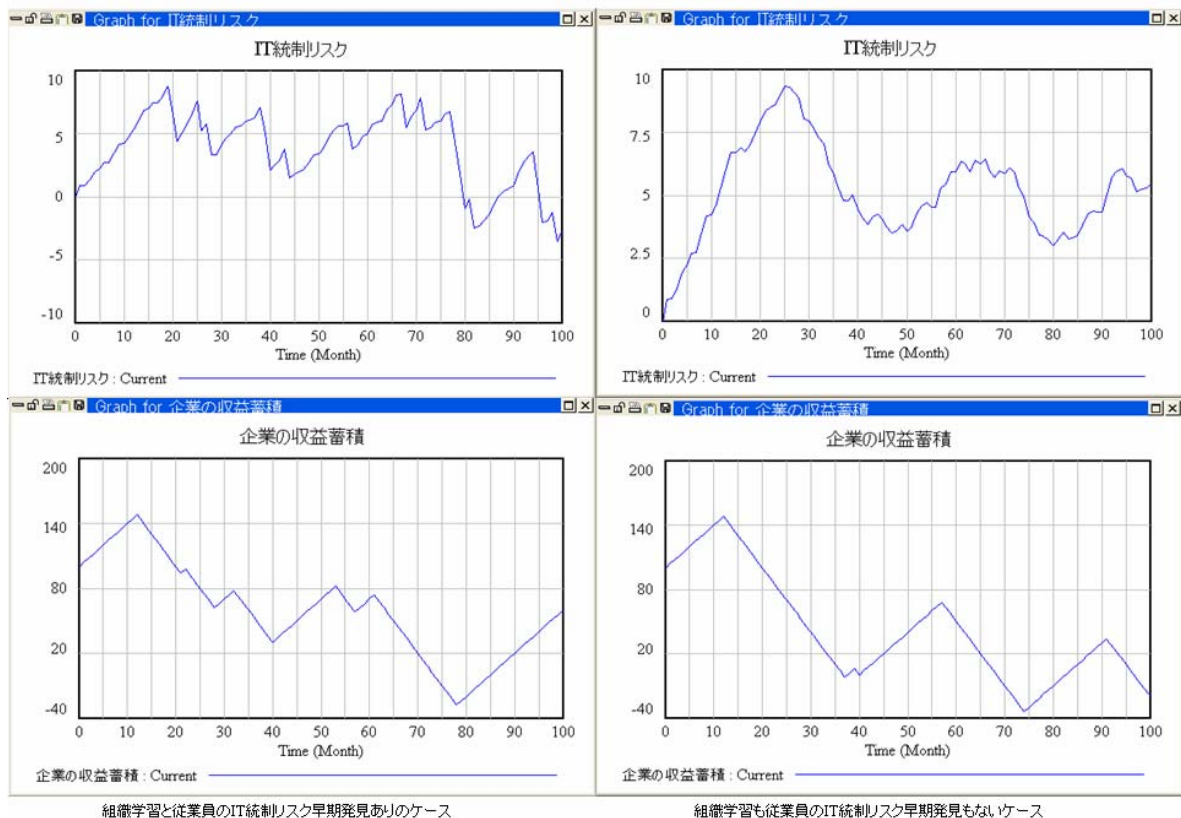 Graph for IT統制リスク
IT統制リスク
10
5
0
-5
-10
0 10 20 30 40 50 60 70 80 90 100
Time (Month)
IT統制リスク : Current
Graph for IT統制リスク
IT統制リスク
10
7.5
5
2.5
0
0 10 20 30 40 50 60 70 80 90 100
Time (Month)
IT統制リスク : Current
Graph for 企業の収益蓄積
企業の収益蓄積
200
140
80
20
-40
0 10 20 30 40 50 60 70 80 90 100
Time (Month)
企業の収益蓄積 : Current
Graph for 企業の収益蓄積
企業の収益蓄積
200
140
80
20
-40
0 10 20 30 40 50 60 70 80 90 100
Time (Month)
企業の収益蓄積 : Current
組織学習と従業員のIT統制リスク早期発見ありのケース
組織学習も従業員のIT統制リスク早期発見もないケース